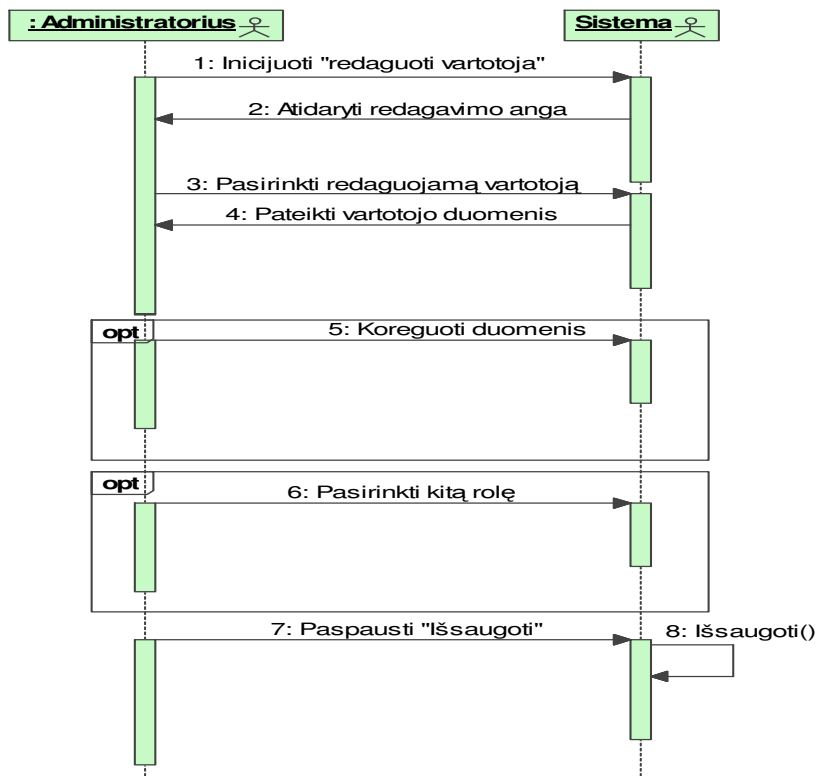 : Administratorius
Sistema
1: Inicijuoti "redaguoti vartotoja"
2: Atidaryti redagavimo anga
3: Pasirinkti redaguojamą vartotoją
4: Pateikti vartotojo duomenis
opt
5: Koreguoti duomenis
opt
6: Pasirinkti kitą rolę
7: Paspausti "Išsaugoti"
8: Išsaugoti()